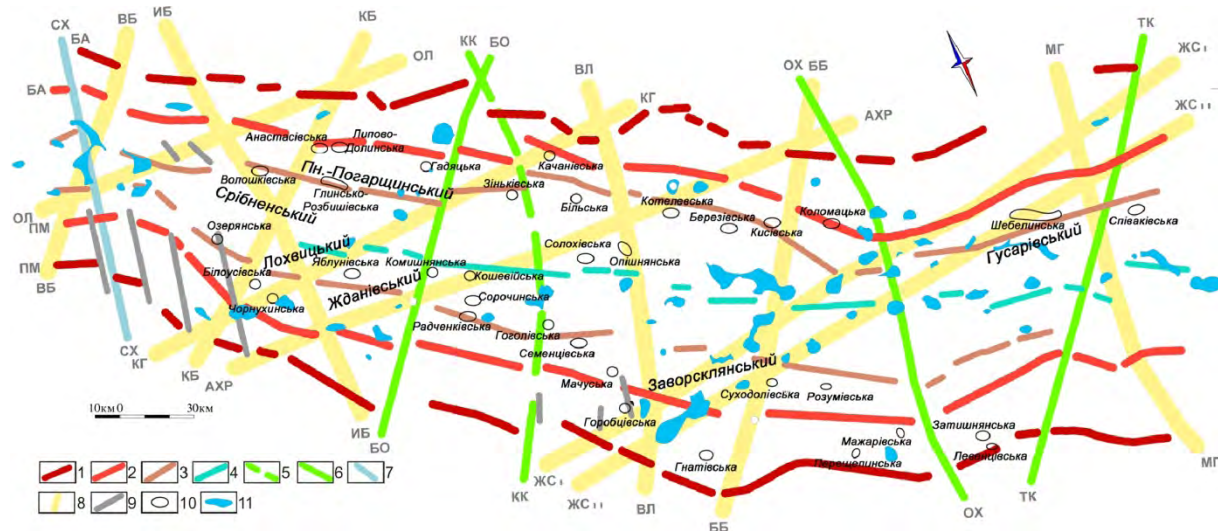 СХ
БА
ВБ
ИБ
КБ
ОЛ
КК
БО
ВЛ
КГ
ОХ
ББ
АХР
МГ
ТК
ЖС I
ЖС II
БА
ОЛ
ПМ
ПМ
ВБ
Анастасівська
Липово-
Долинська
Волошківська
Глинсько-
Розбишівська
Гадяцька
Пн.-Погарщинський
Срібненський
Качанівська
Зіньківська
Більська
Котелевська
Березівська
Кисівська
Коломацька
Шебелинська
Співаківська
Гусарівський
Озерянська
Лохвицький
Білоусівська
Яблунівська
Чорнухинська
Жданівський
Комишнянська
Кошевійська
Солохівська
Опішнянська
Сорочинська
Радченківська
Гоголівська
Семенцівська
Мачуська
Горобцівська
Заворсклянський
Суходолівська
Розумівська
Гнатівська
Мажарівська
Перещепинська
Затишнянська
Левенцівська
СХ
КГ
КБ
АХР
ИБ
БО
КК
ЖС I
ЖС II
ВЛ
ББ
ОХ
ТК
МГ
10км 0 30км
1 2 3 4 5 6 7
8 9 10 11